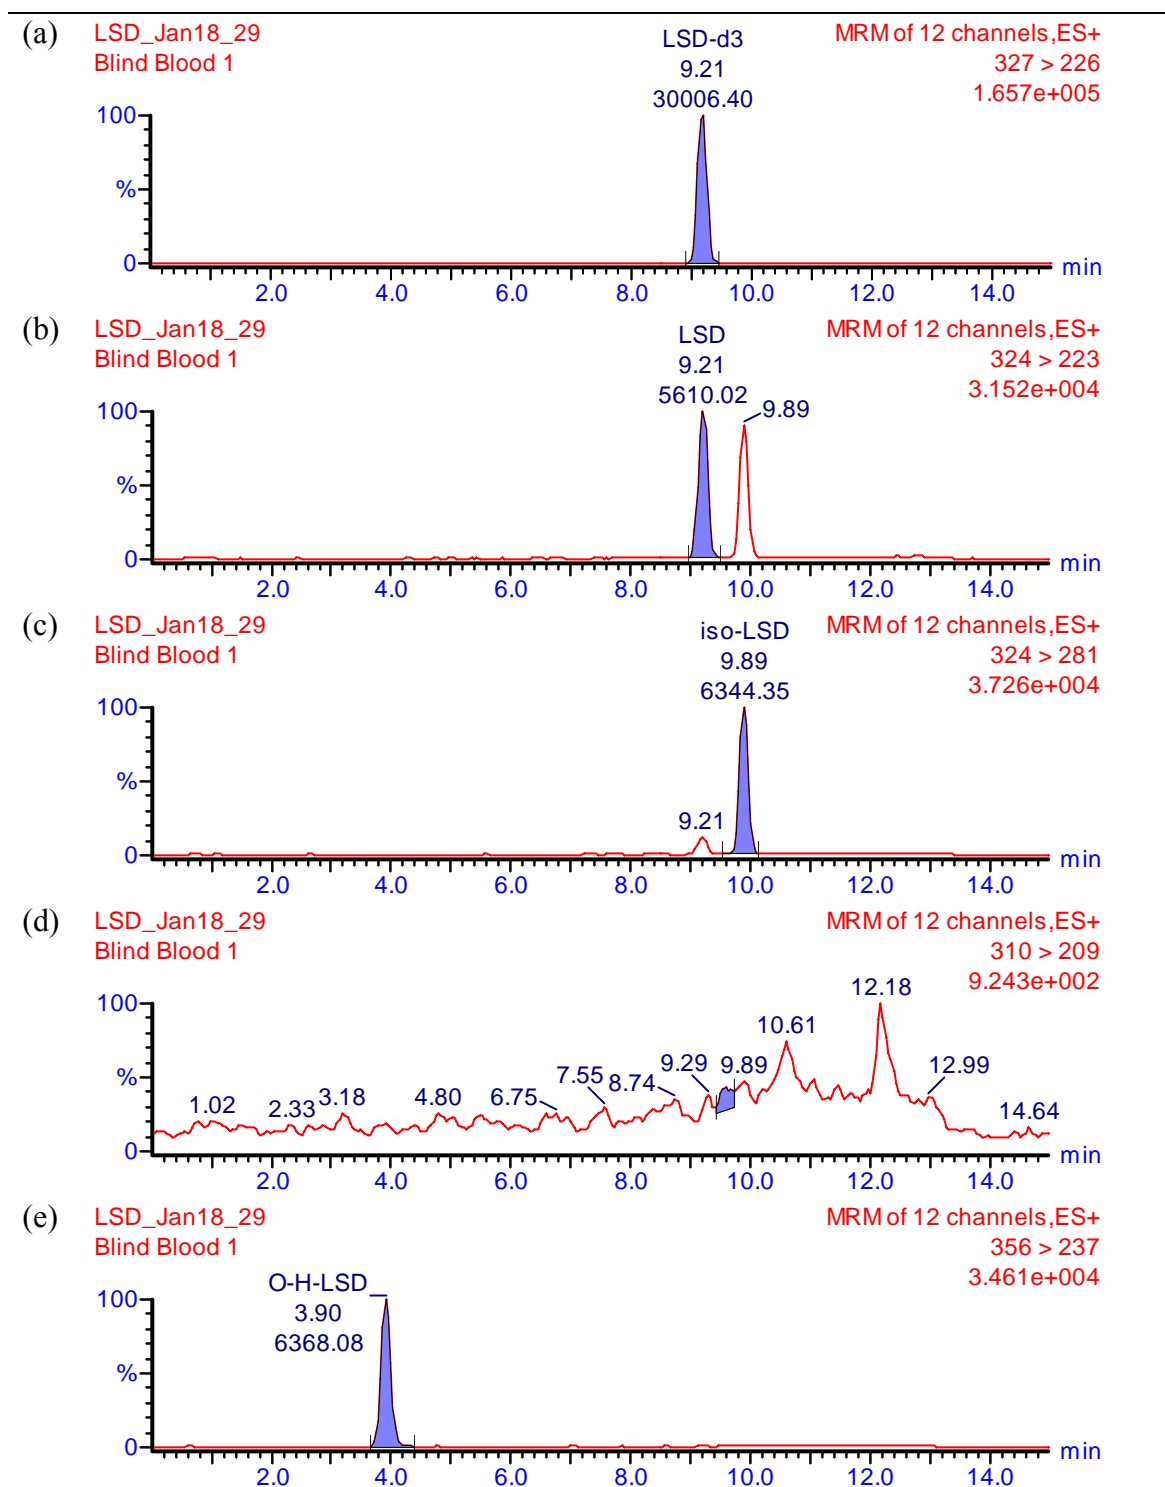 (a)
LSD_Jan18_29
Blind Blood 1
MRM of 12 channels,ES+
327 > 226
1.657e+005
LSD-d3
9.21
30006.40
100
%
0
2.0 4.0 6.0 8.0 10.0 12.0 14.0
min
(b)
LSD_Jan18_29
Blind Blood 1
MRM of 12 channels,ES+
324 > 223
3.152e+004
LSD
9.21
5610.02
9.89
100
%
0
2.0 4.0 6.0 8.0 10.0 12.0 14.0
min
(c)
LSD_Jan18_29
Blind Blood 1
MRM of 12 channels,ES+
324 > 281
3.726e+004
iso-LSD
9.89
6344.35
9.21
100
%
0
2.0 4.0 6.0 8.0 10.0 12.0 14.0
min
(d)
LSD_Jan18_29
Blind Blood 1
MRM of 12 channels,ES+
310 > 209
9.243e+002
100
%
0
1.02 2.33 3.18 4.80 6.75 7.55 8.74 9.29 9.89 10.61 12.18 12.99 14.64
2.0 4.0 6.0 8.0 10.0 12.0 14.0
min
(e)
LSD_Jan18_29
Blind Blood 1
MRM of 12 channels,ES+
356 > 237
3.461e+004
O-H-LSD
3.90
6368.08
100
%
0
2.0 4.0 6.0 8.0 10.0 12.0 14.0
min